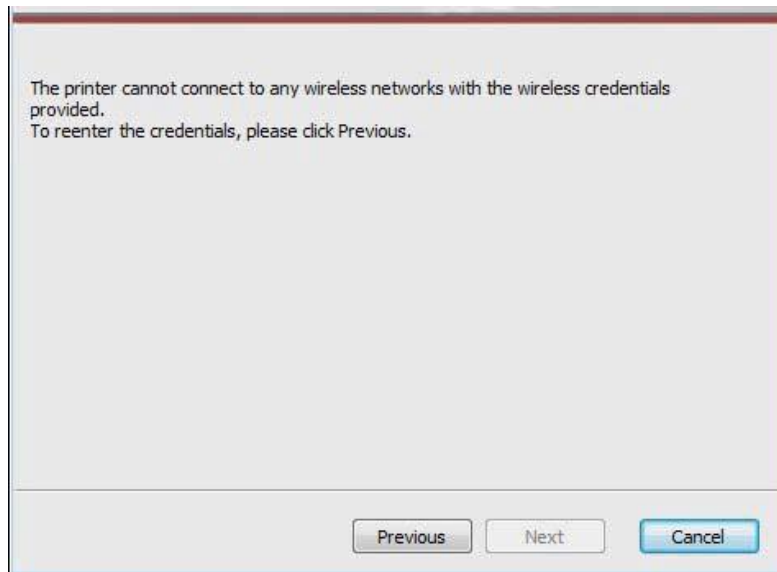 The printer cannot connect to any wireless networks with the wireless credentials
provided.
To reenter the credentials, please click Previous.
Previous Next Cancel